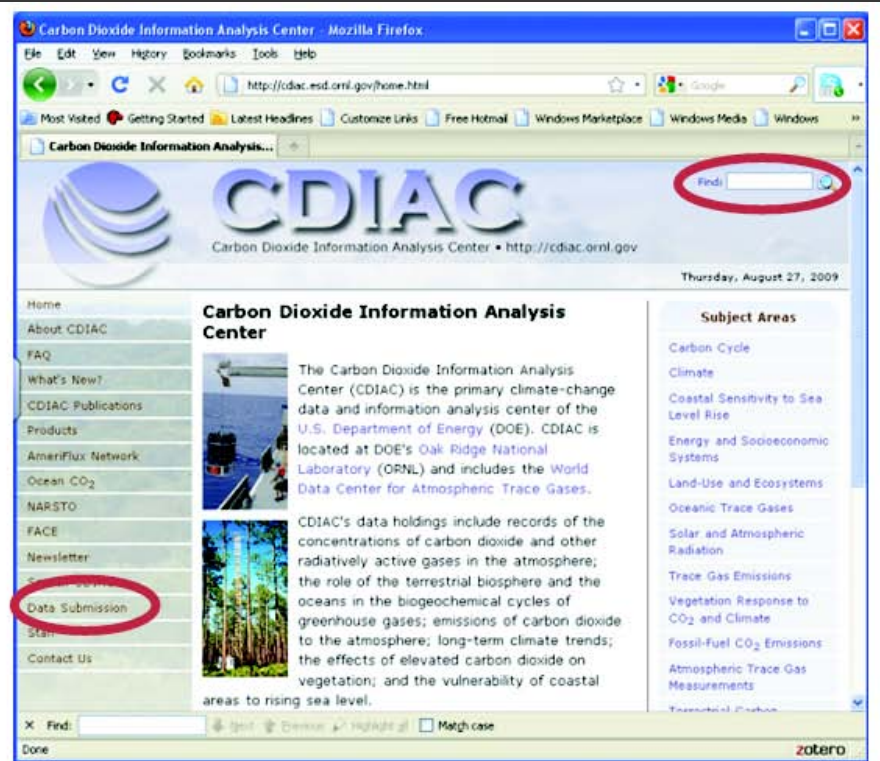 Carbon Dioxide Information Analysis Center - Mozilla Firefox
File Edit View History Bookmarks Tools Help
http://cdiac.esd.ornl.gov/home.html
Google
Most Visited Getting Started Latest Headlines Customize Links Free Hotmail Windows Marketplace Windows Media Windows
Carbon Dioxide Information Analysis...
Find:
CDIAC
Carbon Dioxide Information Analysis Center • http://cdiac.ornl.gov
Thursday, August 27, 2009
Home
About CDIAC
FAQ
What's New?
CDIAC Publications
Products
AmeriFlux Network
Ocean CO₂
NARSTO
FACE
Newsletter
Data Submission
Staff
Contact Us
Carbon Dioxide Information Analysis
Center
The Carbon Dioxide Information Analysis
Center (CDIAC) is the primary climate-change
data and information analysis center of the
U.S. Department of Energy (DOE). CDIAC is
located at DOE's Oak Ridge National
Laboratory (ORNL) and includes the World
Data Center for Atmospheric Trace Gases.
CDIAC's data holdings include records of the
concentrations of carbon dioxide and other
radiatively active gases in the atmosphere;
the role of the terrestrial biosphere and the
oceans in the biogeochemical cycles of
greenhouse gases; emissions of carbon dioxide
to the atmosphere; long-term climate trends;
the effects of elevated carbon dioxide on
vegetation; and the vulnerability of coastal
areas to rising sea level.
Subject Areas
Carbon Cycle
Climate
Coastal Sensitivity to Sea
Level Rise
Energy and Socioeconomic
Systems
Land-Use and Ecosystems
Oceanic Trace Gases
Solar and Atmospheric
Radiation
Trace Gas Emissions
Vegetation Response to
CO₂ and Climate
Fossil-Fuel CO₂ Emissions
Atmospheric Trace Gas
Measurements
Terrestrial Carbon
Find: Next Previous Highlight all Match case
Done
zotero